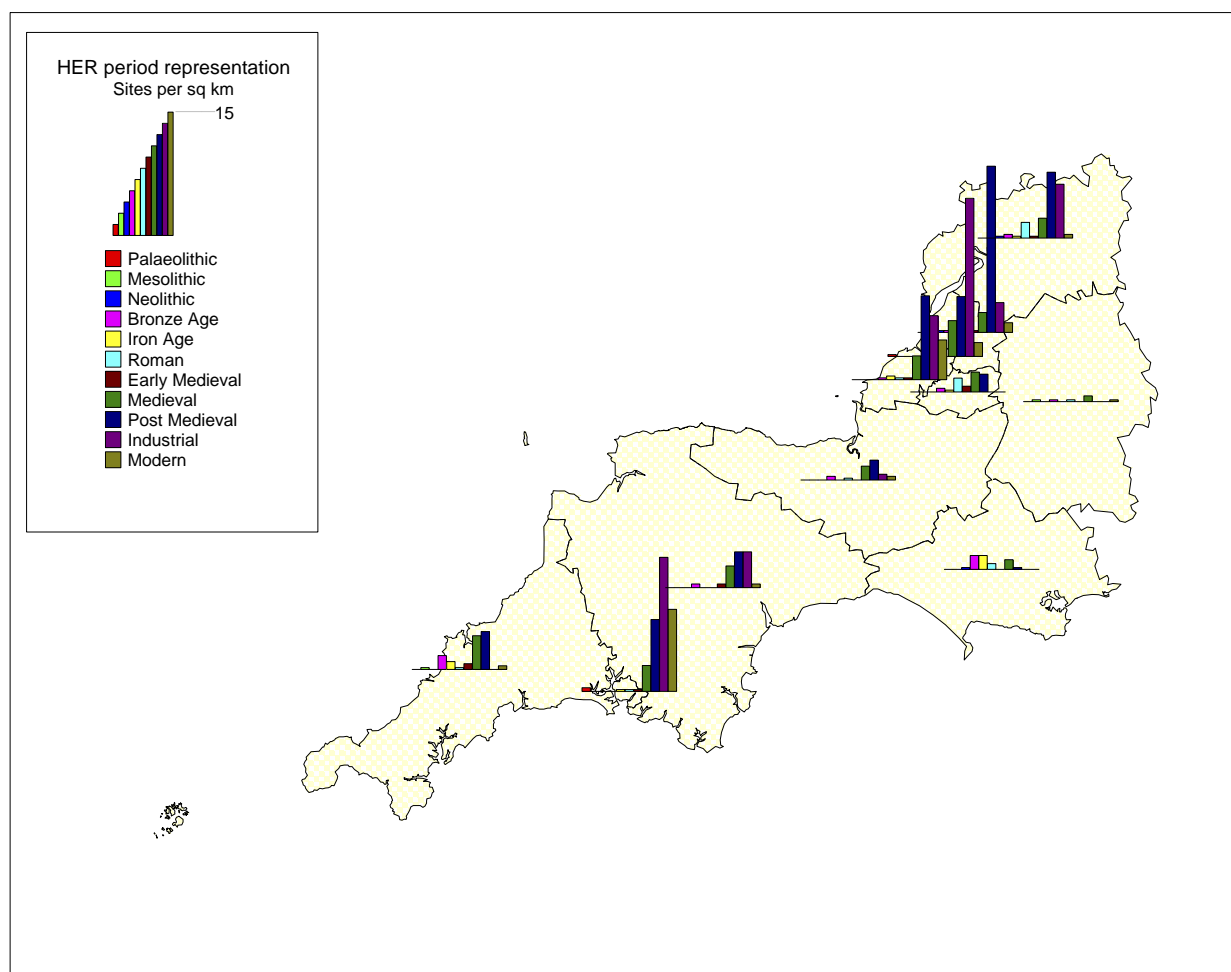 HER period representation
Sites per sq km
15
Palaeolithic
Mesolithic
Neolithic
Bronze Age
Iron Age
Roman
Early Medieval
Medieval
Post Medieval
Industrial
Modern